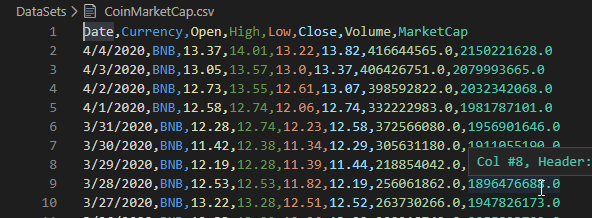 DataSets > CoinMarketCap.csv
1 Date,Currency,Open,High,Low,Close,Volume,MarketCap
2 4/4/2020,BNB,13.37,14.01,13.22,13.82,416644565.0,2150221628.0
3 4/3/2020,BNB,13.05,13.57,13.0,13.37,406426751.0,2079993665.0
4 4/2/2020,BNB,12.73,13.55,12.61,13.07,398592822.0,2032342068.0
5 4/1/2020,BNB,12.58,12.74,12.06,12.74,332222983.0,1981787101.0
6 3/31/2020,BNB,12.28,12.74,12.23,12.58,372566080.0,1956901646.0
7 3/30/2020,BNB,11.42,12.38,11.34,12.29,305631180.0,1911055190.0
8 3/29/2020,BNB,12.19,12.28,11.39,11.44,218854042.0,
Col #8, Header:
9 3/28/2020,BNB,12.53,12.53,11.82,12.19,256061862.0,1896476688.0
10 3/27/2020,BNB,13.22,13.28,12.51,12.52,263730266.0,1947826173.0